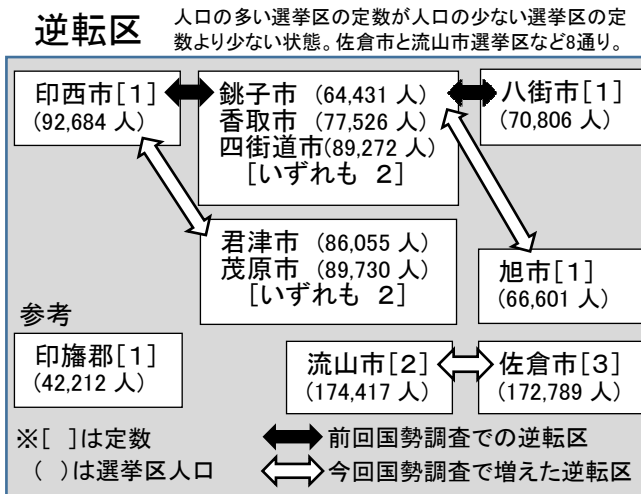 逆転区
人口の多い選挙区の定数が人口の少ない選挙区の定
数より少ない状態。佐倉市と流山市選挙区など8通り。
印西市[1]
(92,684 人)
銚子市 (64,431 人)
香取市 (77,526 人)
四街道市(89,272 人)
[いずれも 2]
八街市[1]
(70,806 人)
君津市 (86,055 人)
茂原市 (89,730 人)
[いずれも 2]
旭市[1]
(66,601 人)
参考
印旛郡[1]
(42,212 人)
流山市[2]
(174,417 人)
佐倉市[3]
(172,789 人)
※[ ]は定数
( )は選挙区人口
前回国勢調査での逆転区
今回国勢調査で増えた逆転区